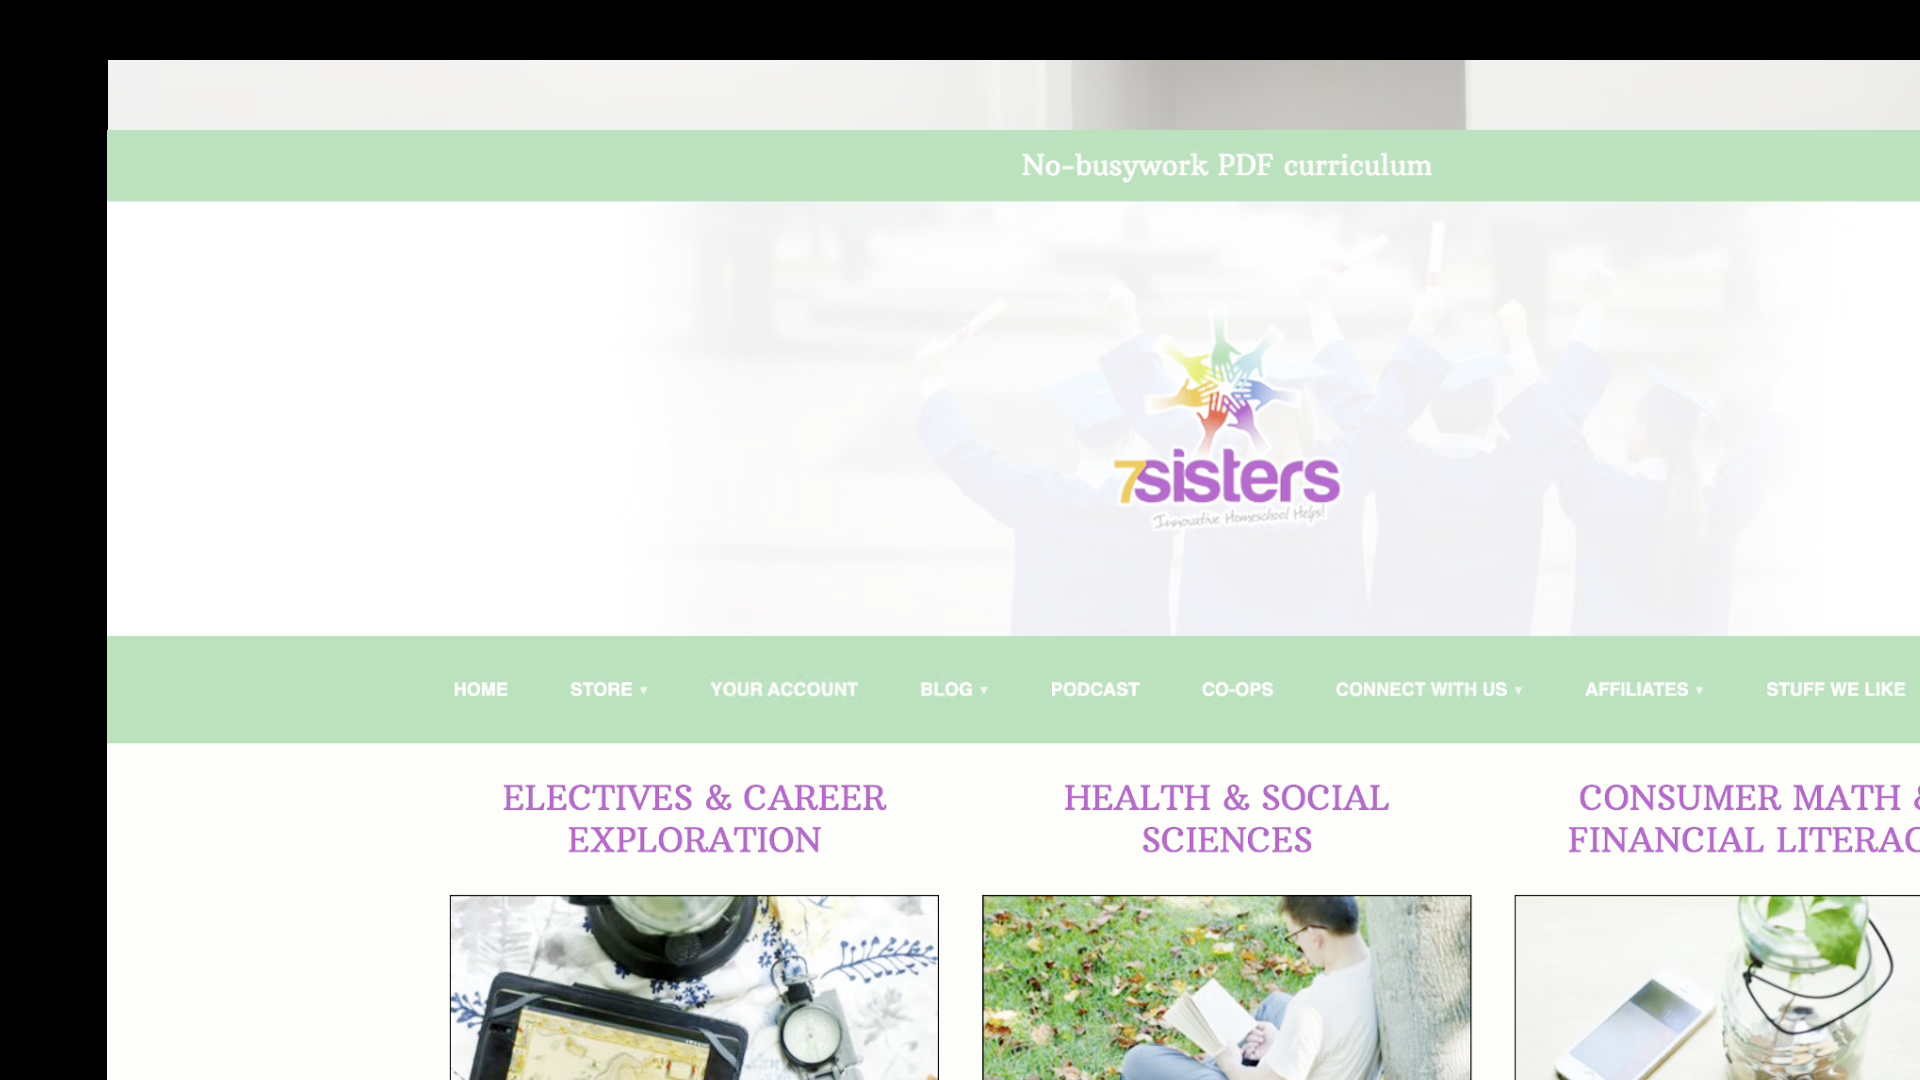 No-busywork PDF curriculum
7sisters
Innovative Homeschool Helps!
HOME STORE ▾ YOUR ACCOUNT BLOG ▾ PODCAST CO-OPS CONNECT WITH US ▾ AFFILIATES ▾ STUFF WE LIKE
ELECTIVES & CAREER
EXPLORATION
HEALTH & SOCIAL
SCIENCES
CONSUMER MATH &
FINANCIAL LITERAC